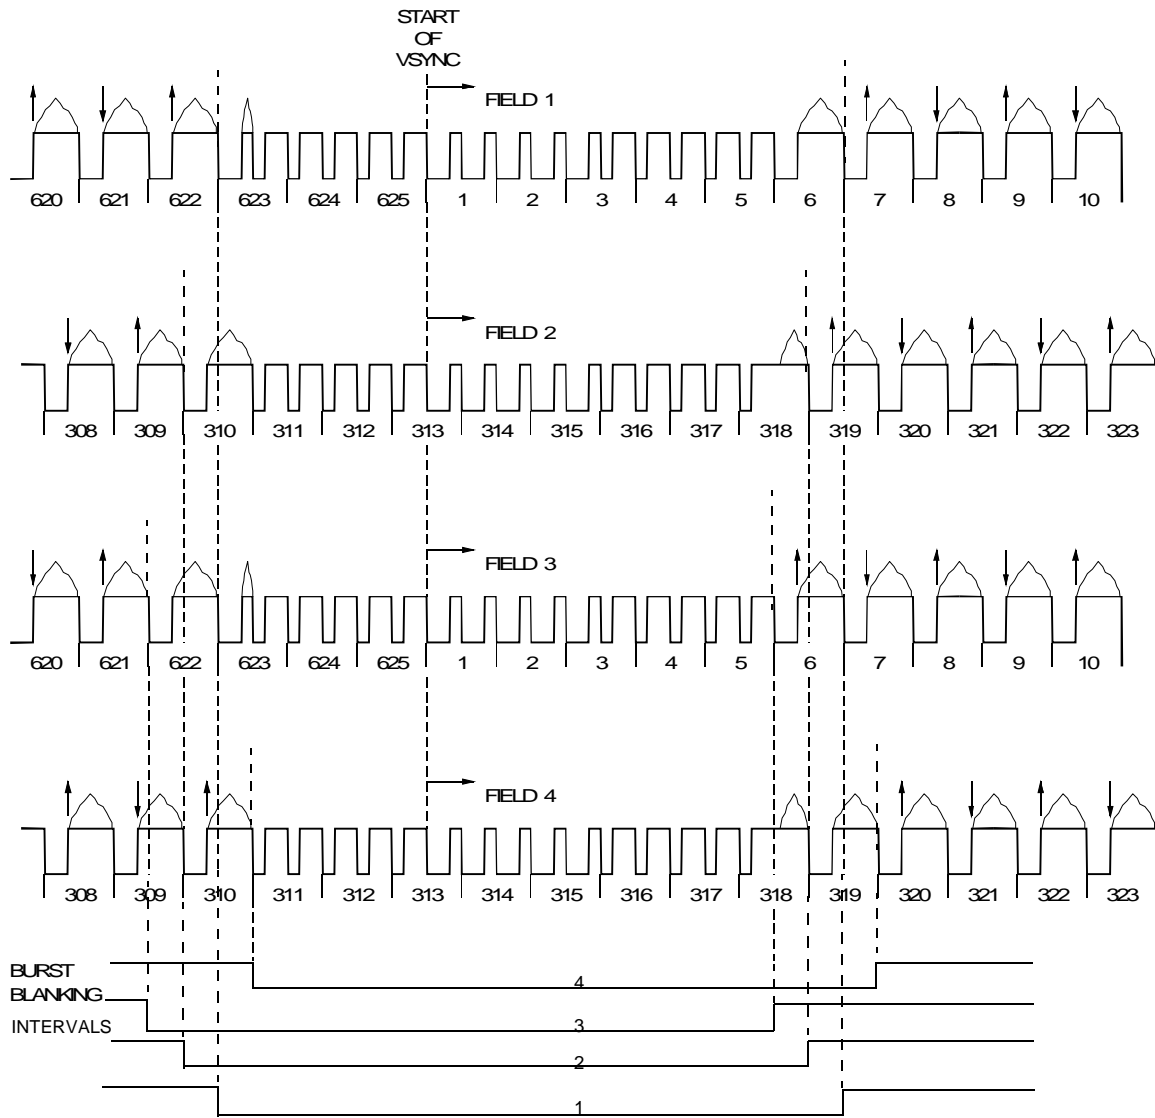 START
OF
VSYNC
FIELD 1
620 621 622 623 624 625 1 2 3 4 5 6 7 8 9 10
FIELD 2
308 309 310 311 312 313 314 315 316 317 318 319 320 321 322 323
FIELD 3
620 621 622 623 624 625 1 2 3 4 5 6 7 8 9 10
FIELD 4
308 309 310 311 312 313 314 315 316 317 318 319 320 321 322 323
BURST
BLANKING
INTERVALS
4
3
2
1